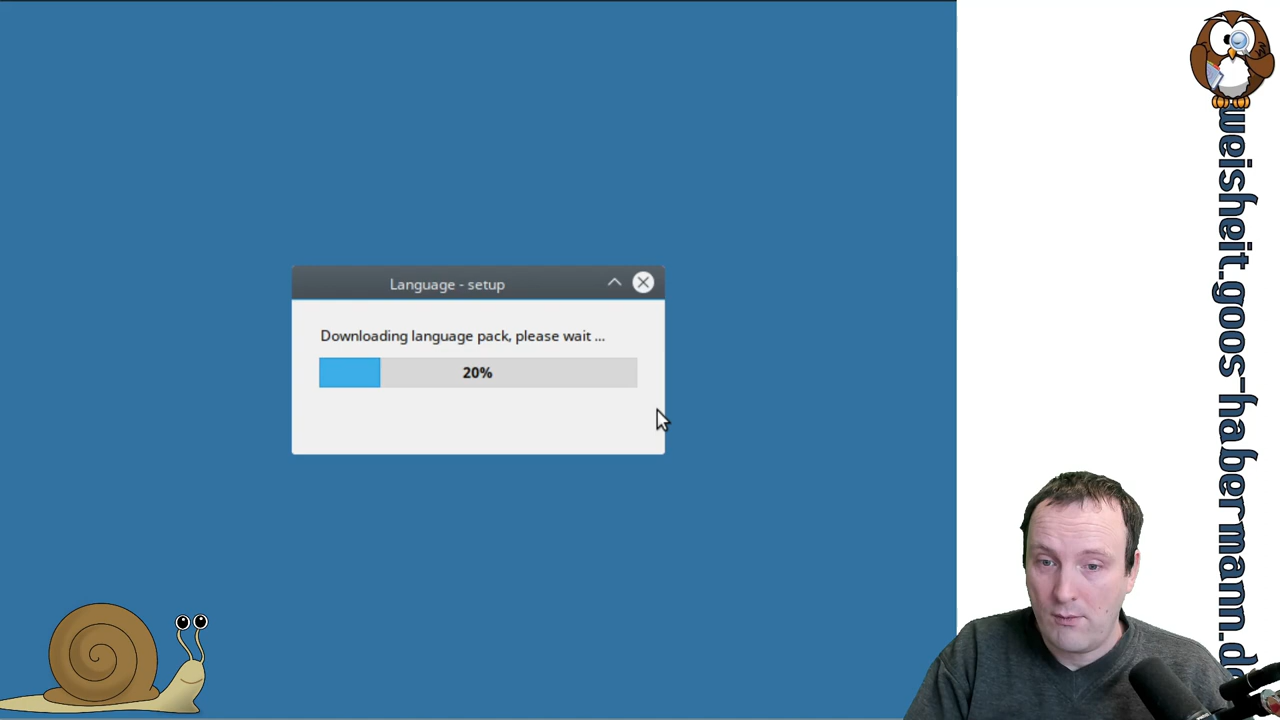 Language - setup
Downloading language pack, please wait ...
20%
weisheit.goos-habermann.de